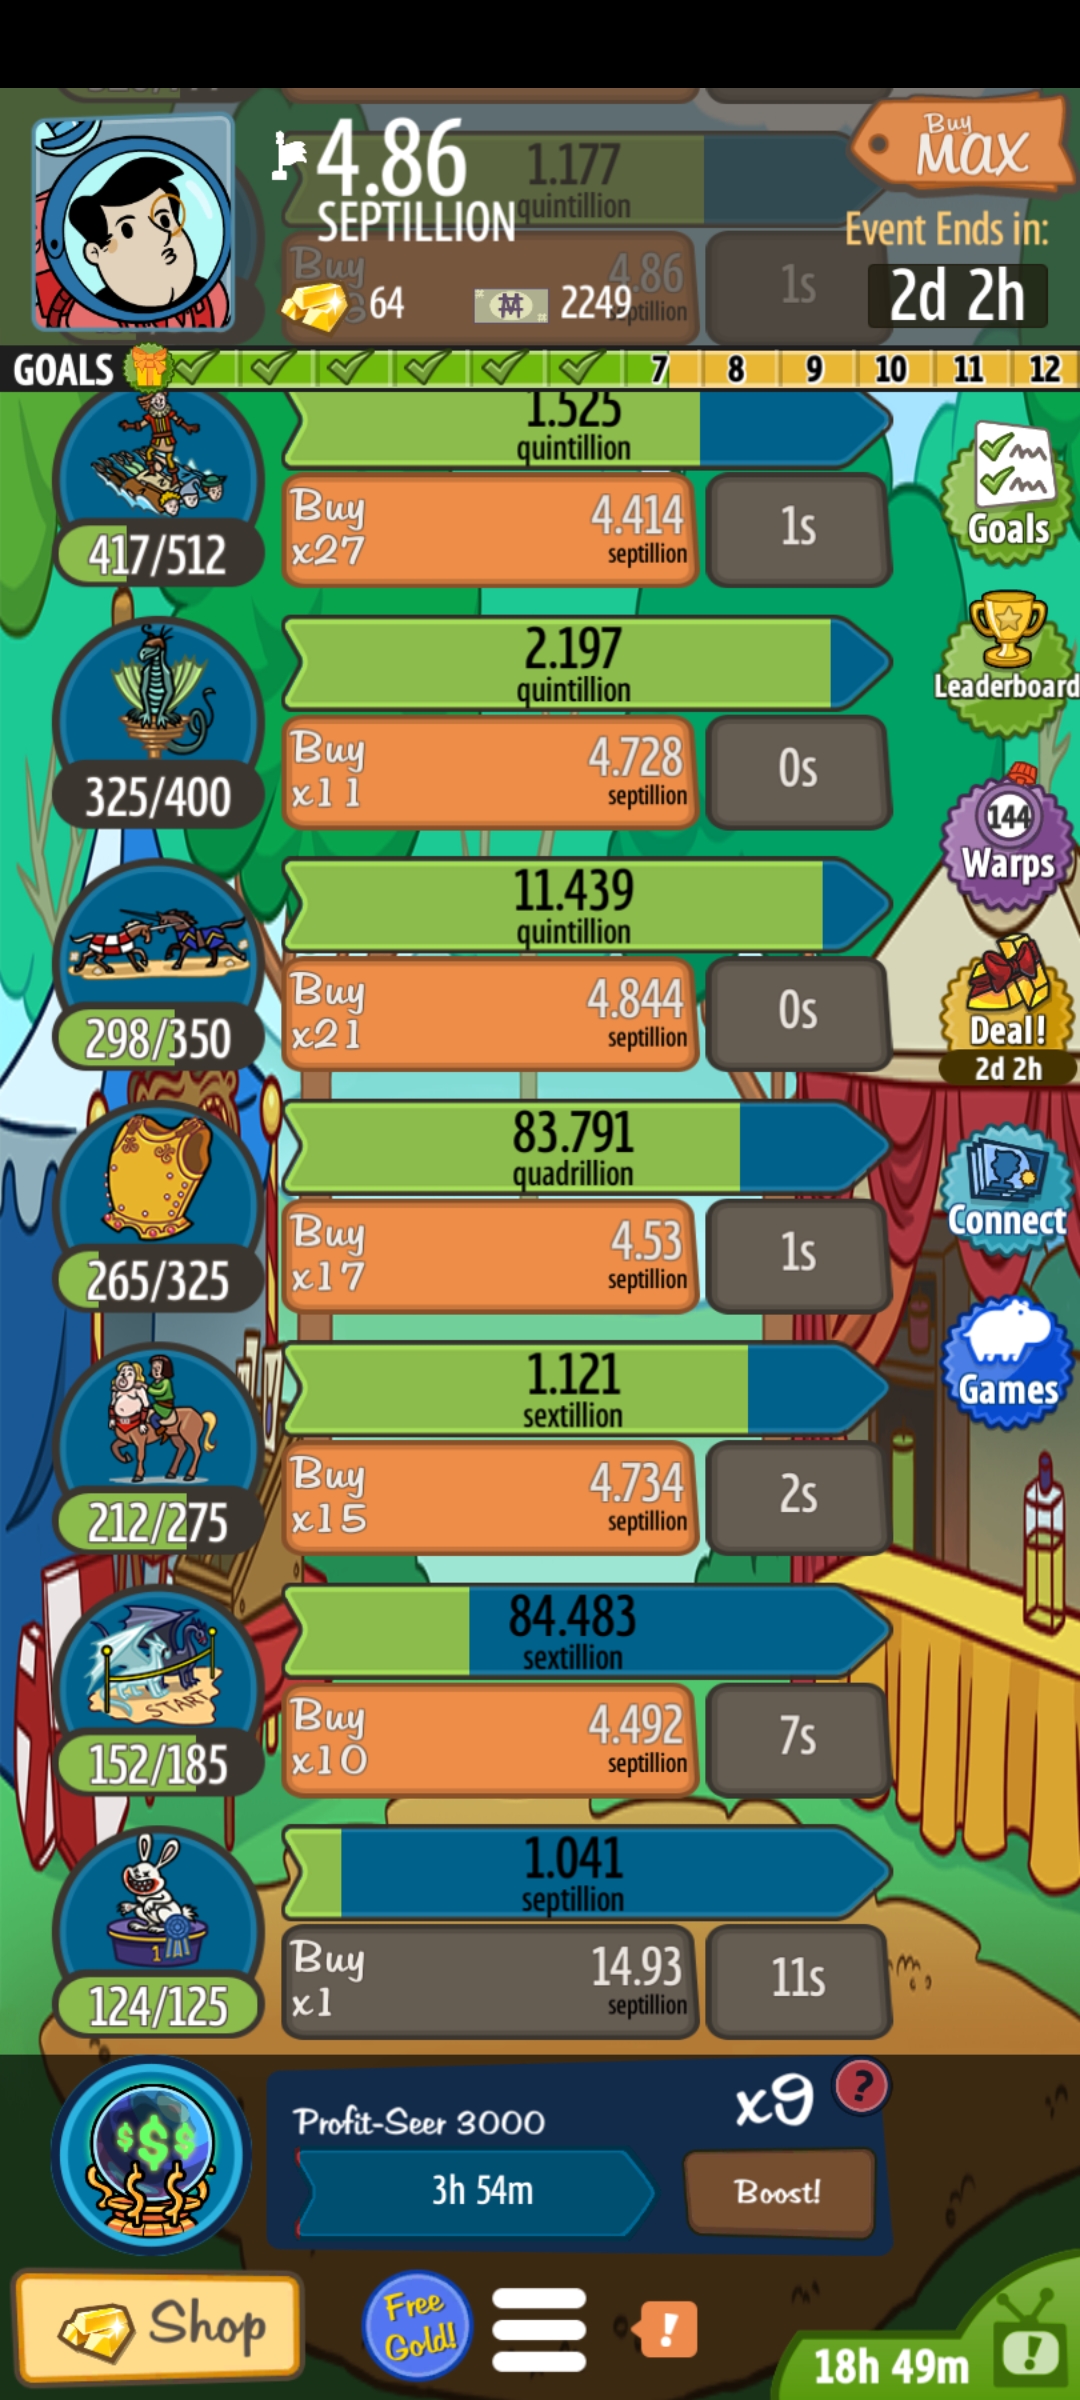 4.86
SEPTILLION
64
2249
1.177
quintillion
Buy
4.86
septillion
1s
Buy
MAX
Event Ends in:
2d 2h
GOALS
7
8
9
10
11
12
1.525
quintillion
417/512
Buy
x27
4.414
septillion
1s
Goals
2.197
quintillion
325/400
Buy
x11
4.728
septillion
0s
Leaderboard
11.439
quintillion
298/350
Buy
x21
4.844
septillion
0s
144
Warps
Deal!
2d 2h
83.791
quadrillion
265/325
Buy
x17
4.53
septillion
1s
Connect
1.121
sextillion
212/275
Buy
x15
4.734
septillion
2s
Games
START
84.483
sextillion
152/185
Buy
x10
4.492
septillion
7s
1
1.041
septillion
124/125
Buy
x1
14.93
septillion
11s
$$$
Profit-Seer 3000
x9
?
3h 54m
Boost!
Shop
Free
Gold!
!
18h 49m
!